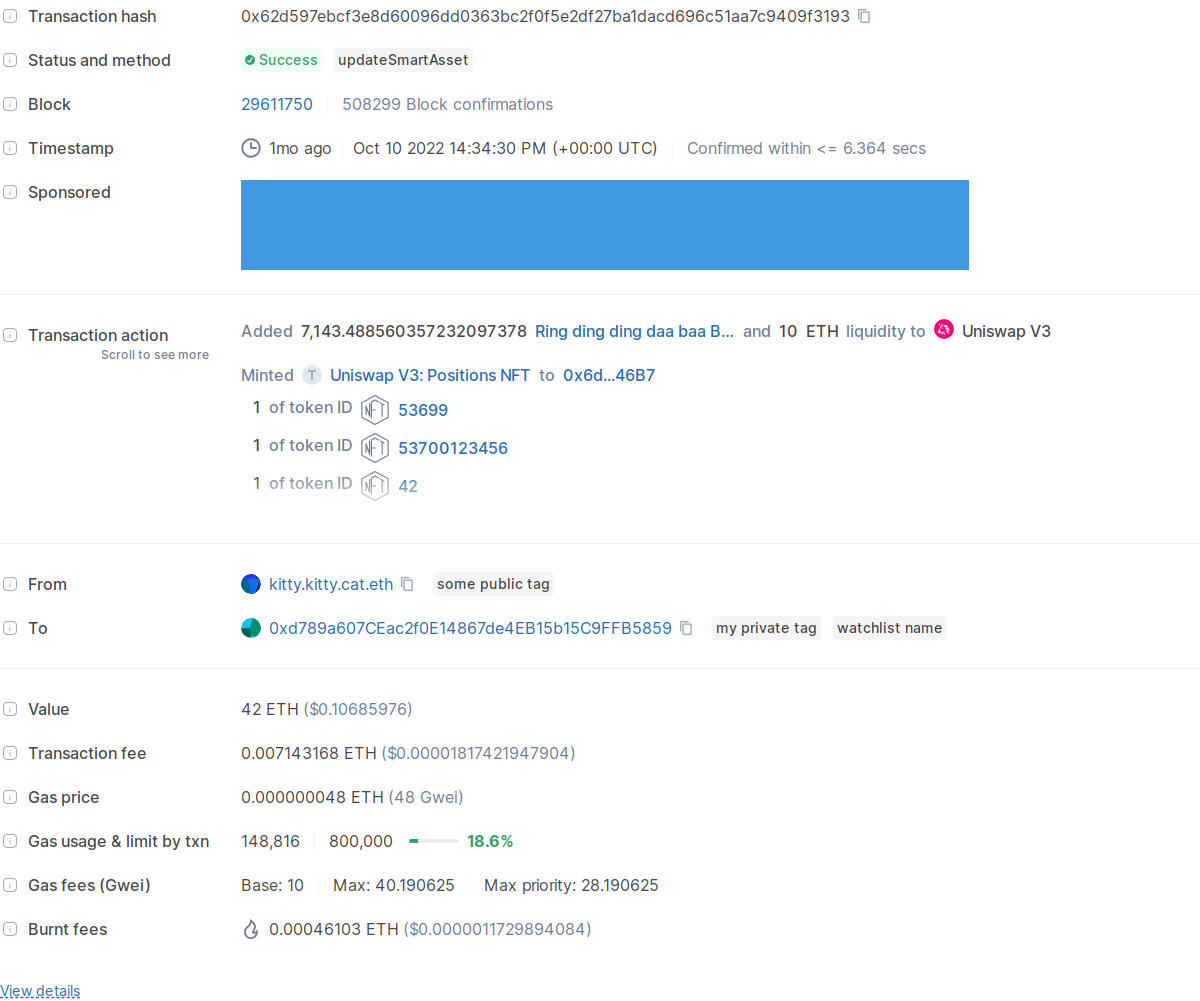 Transaction hash 0x62d597ebcf3e8d60096dd0363bc2f0f5e2df27ba1dacd696c51aa7c9409f3193
Status and method Success updateSmartAsset
Block 29611750 508299 Block confirmations
Timestamp 1mo ago Oct 10 2022 14:34:30 PM (+00:00 UTC) Confirmed within <= 6.364 secs
Sponsored
Transaction action Added 7,143.488560357232097378 Ring ding ding daa baa B... and 10 ETH liquidity to Uniswap V3
Scroll to see more
Minted T Uniswap V3: Positions NFT to 0x6d...46B7
1 of token ID NFT 53699
1 of token ID NFT 53700123456
1 of token ID NFT 42
From kitty.kitty.cat.eth some public tag
To 0xd789a607CEac2f0E14867de4EB15b15C9FFB5859 my private tag watchlist name
Value 42 ETH ($0.10685976)
Transaction fee 0.007143168 ETH ($0.00001817421947904)
Gas price 0.000000048 ETH (48 Gwei)
Gas usage & limit by txn 148,816 800,000 18.6%
Gas fees (Gwei) Base: 10 Max: 40.190625 Max priority: 28.190625
Burnt fees 0.00046103 ETH ($0.0000011729894084)
View details